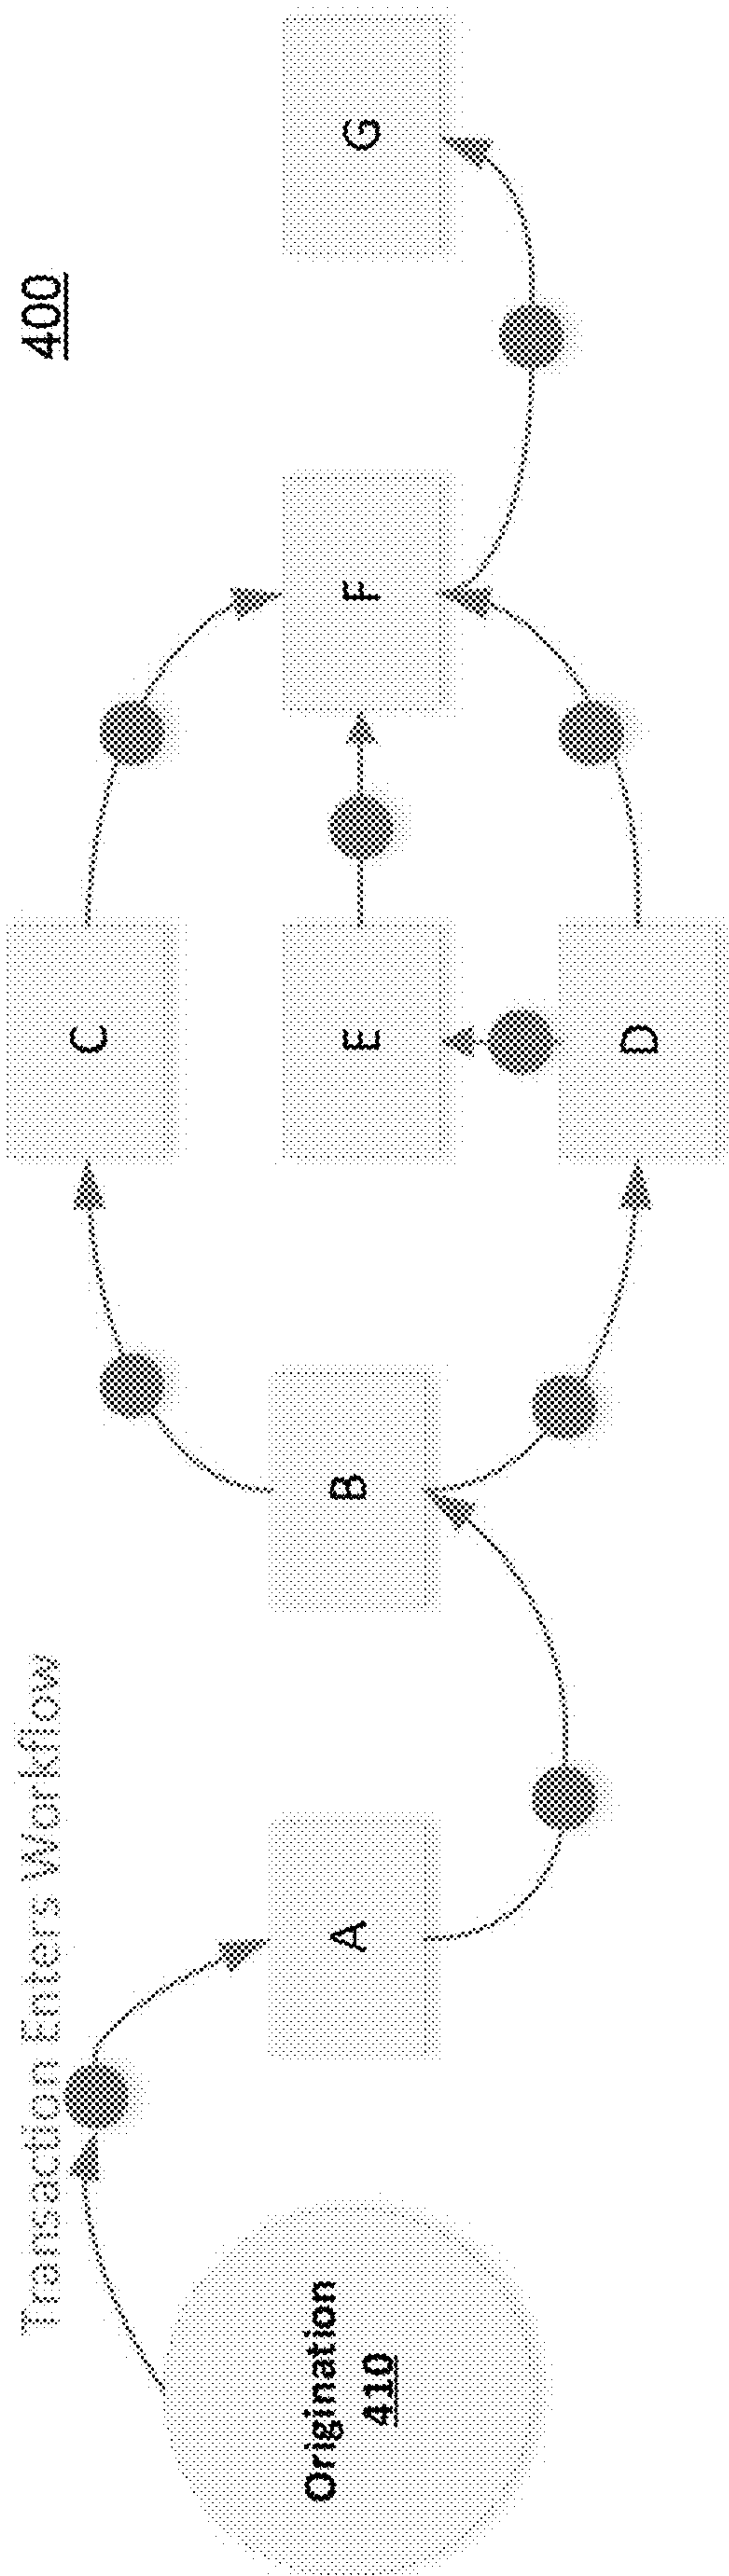 400
Transaction Enters Workflow
Origination
410
A
B
C
E
D
F
G